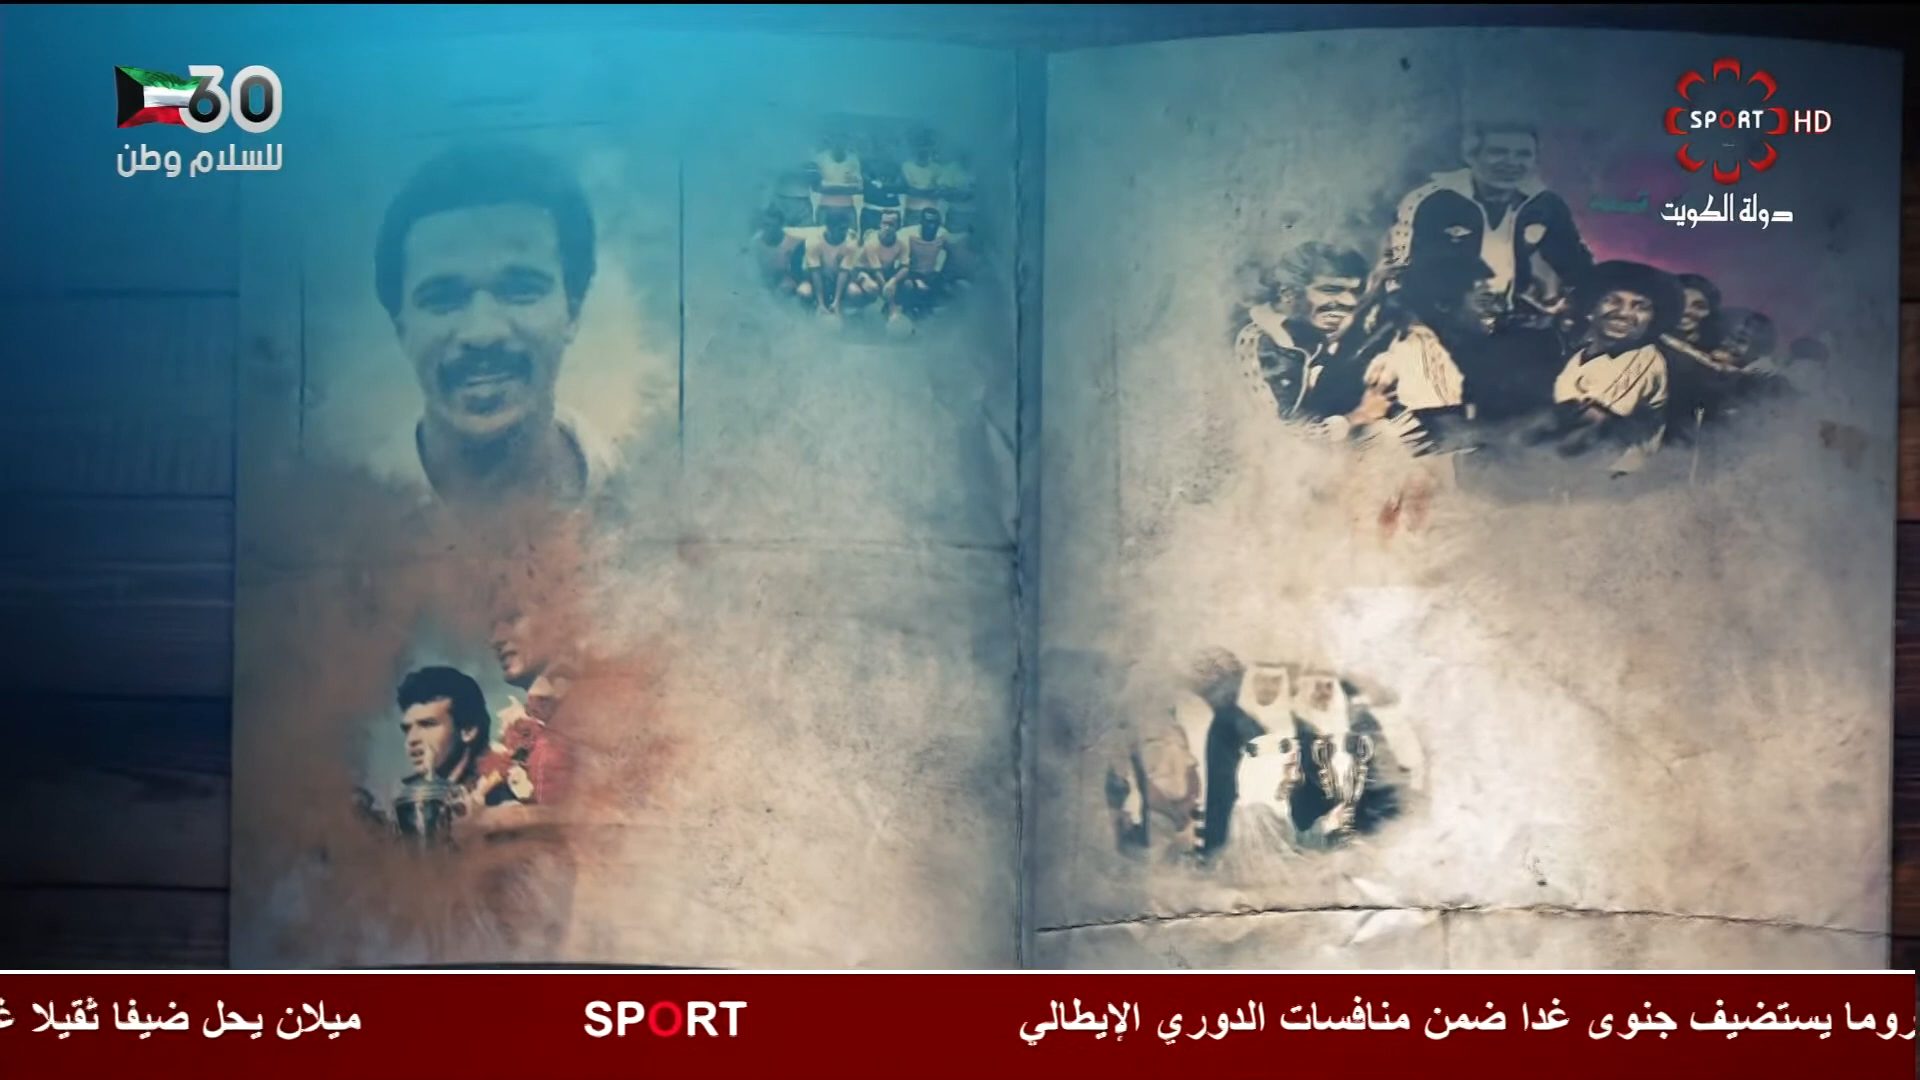 60
للسلام وطن
SPORT HD
دولة الكويت
روما يستضيف جنوى غدا ضمن منافسات الدوري الإيطالي
SPORT
ميلان يحل ضيفا ثقيلا